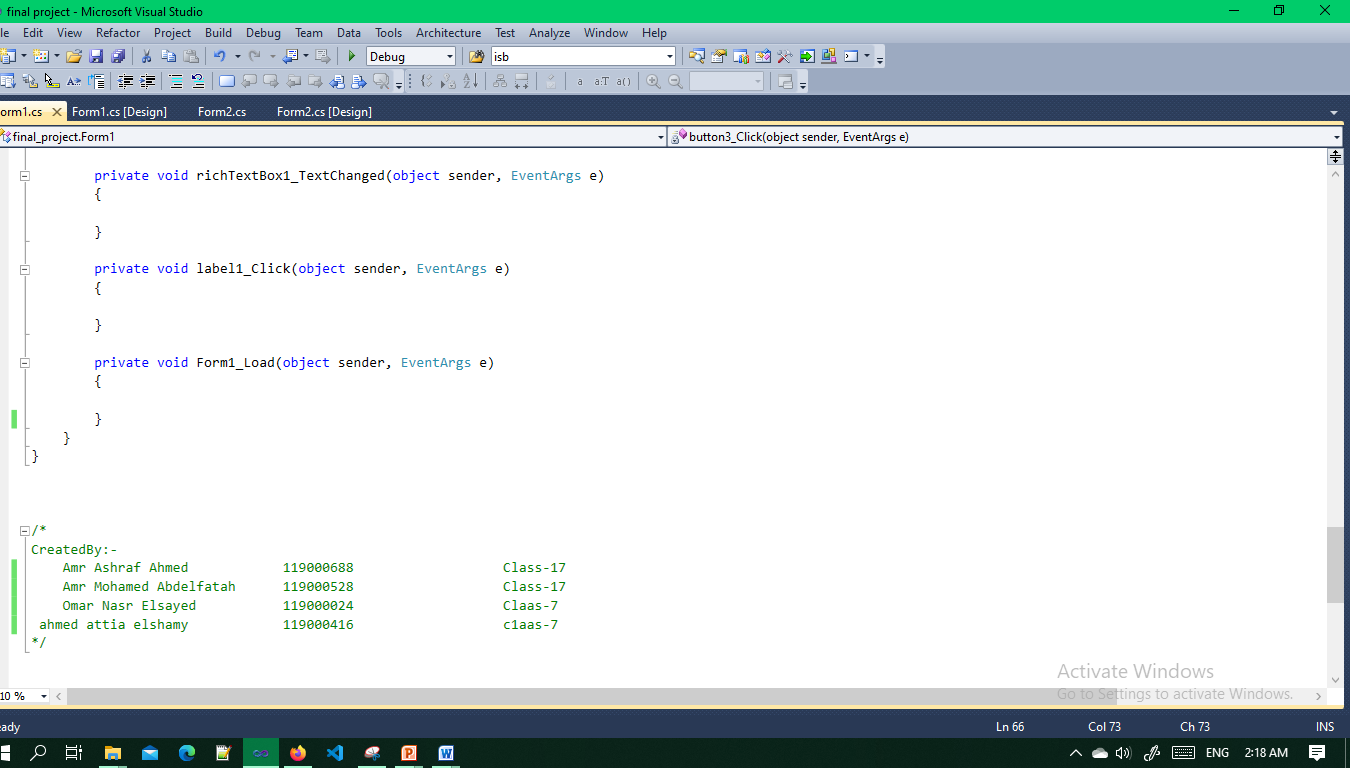 final project - Microsoft Visual Studio
le Edit View Refactor Project Build Debug Team Data Tools Architecture Test Analyze Window Help
Debug isb
orm1.cs Form1.cs [Design] Form2.cs Form2.cs [Design]
final_project.Form1 button3_Click(object sender, EventArgs e)
private void richTextBox1_TextChanged(object sender, EventArgs e)
{
}
private void label1_Click(object sender, EventArgs e)
{
}
private void Form1_Load(object sender, EventArgs e)
{
}
}
}
/*
CreatedBy:-
Amr Ashraf Ahmed 119000688 Class-17
Amr Mohamed Abdelfatah 119000528 Class-17
Omar Nasr Elsayed 119000024 Claas-7
ahmed attia elshamy 119000416 claas-7
*/
Activate Windows
Go to Settings to activate Windows.
10 %
eady Ln 66 Col 73 Ch 73 INS
ENG 2:18 AM